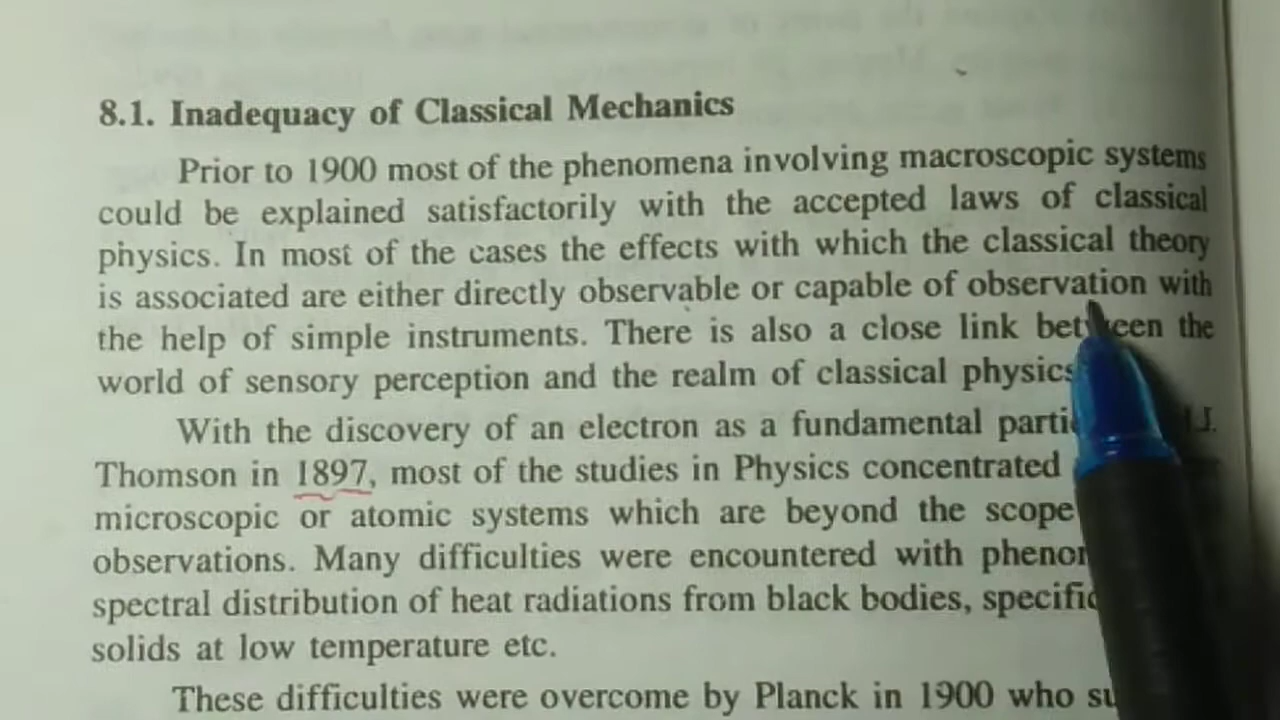 8.1. Inadequacy of Classical Mechanics
Prior to 1900 most of the phenomena involving macroscopic systems
could be explained satisfactorily with the accepted laws of classical
physics. In most of the cases the effects with which the classical theory
is associated are either directly observable or capable of observation with
the help of simple instruments. There is also a close link between the
world of sensory perception and the realm of classical physics
With the discovery of an electron as a fundamental J.J.
Thomson in 1897, most of the studies in Physics concentrated
microscopic or atomic systems which are beyond the scope
observations. Many difficulties were encountered with
spectral distribution of heat radiations from black bodies, specific
solids at low temperature etc.
These difficulties were overcome by Planck in 1900 who